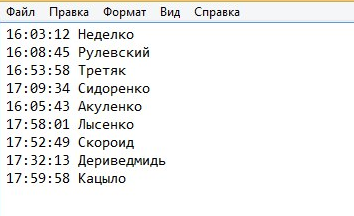 Файл Правка Формат Вид Справка
16:03:12 Неделко
16:08:45 Рулевский
16:53:58 Третяк
17:09:34 Сидоренко
16:05:43 Акуленко
17:58:01 Лысенко
17:52:49 Скороид
17:32:13 Дериведмидь
17:59:58 Кацыло